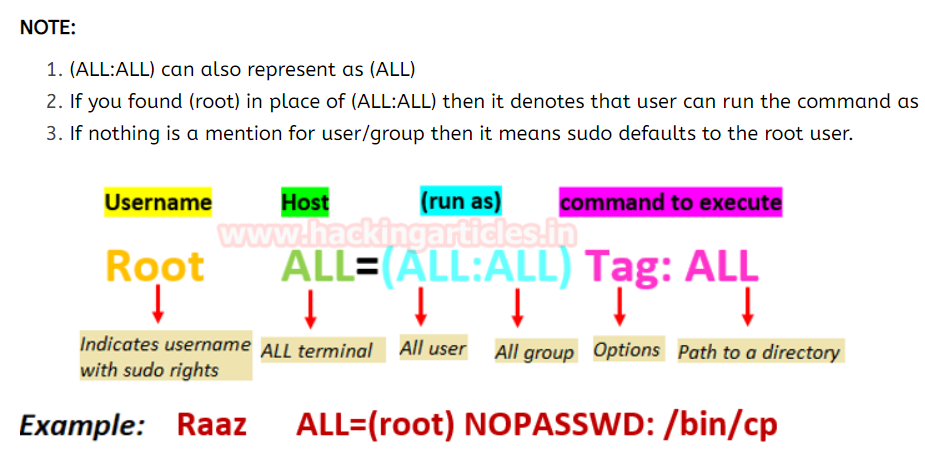 NOTE:
1. (ALL:ALL) can also represent as (ALL)
2. If you found (root) in place of (ALL:ALL) then it denotes that user can run the command as
3. If nothing is a mention for user/group then it means sudo defaults to the root user.
Username Host (run as) command to execute
www.hackingarticles.in
Root ALL=(ALL:ALL) Tag: ALL
Indicates username ALL terminal All user All group Options Path to a directory
with sudo rights
Example: Raaz ALL=(root) NOPASSWD: /bin/cp